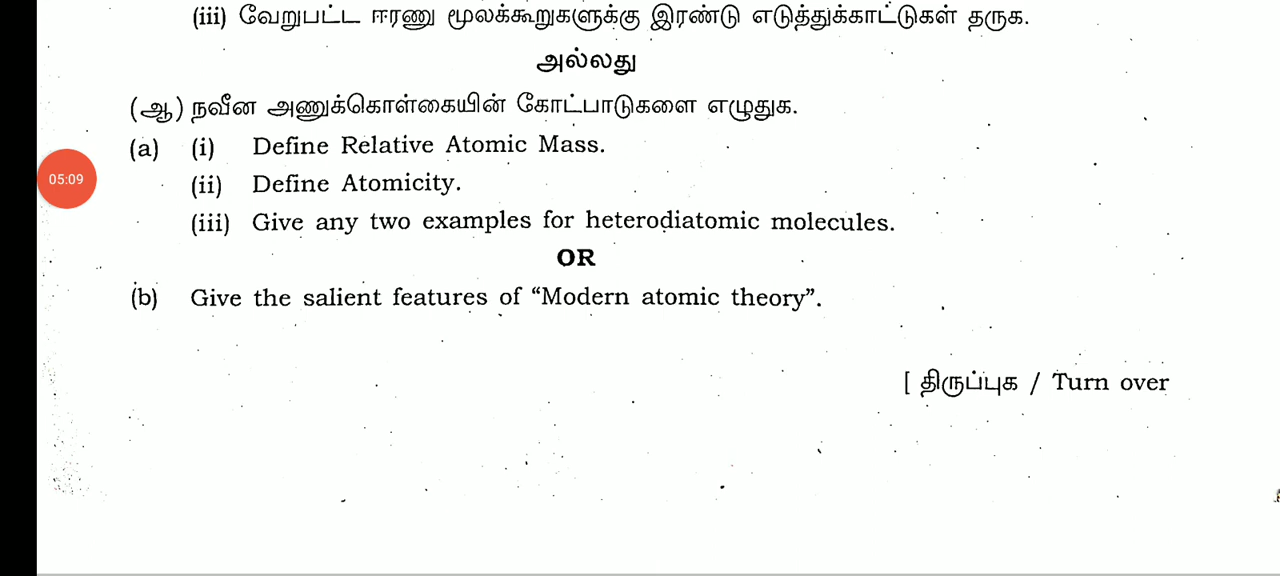 (iii) வேறுபட்ட ஈரணு மூலக்கூறுகளுக்கு இரண்டு எடுத்துக்காட்டுகள் தருக.
அல்லது
(ஆ) நவீன அணுக்கொள்கையின் கோட்பாடுகளை எழுதுக.
(a) (i) Define Relative Atomic Mass.
05:09
(ii) Define Atomicity.
(iii) Give any two examples for heterodiatomic molecules.
OR
(b) Give the salient features of “Modern atomic theory”.
[ திருப்புக / Turn over